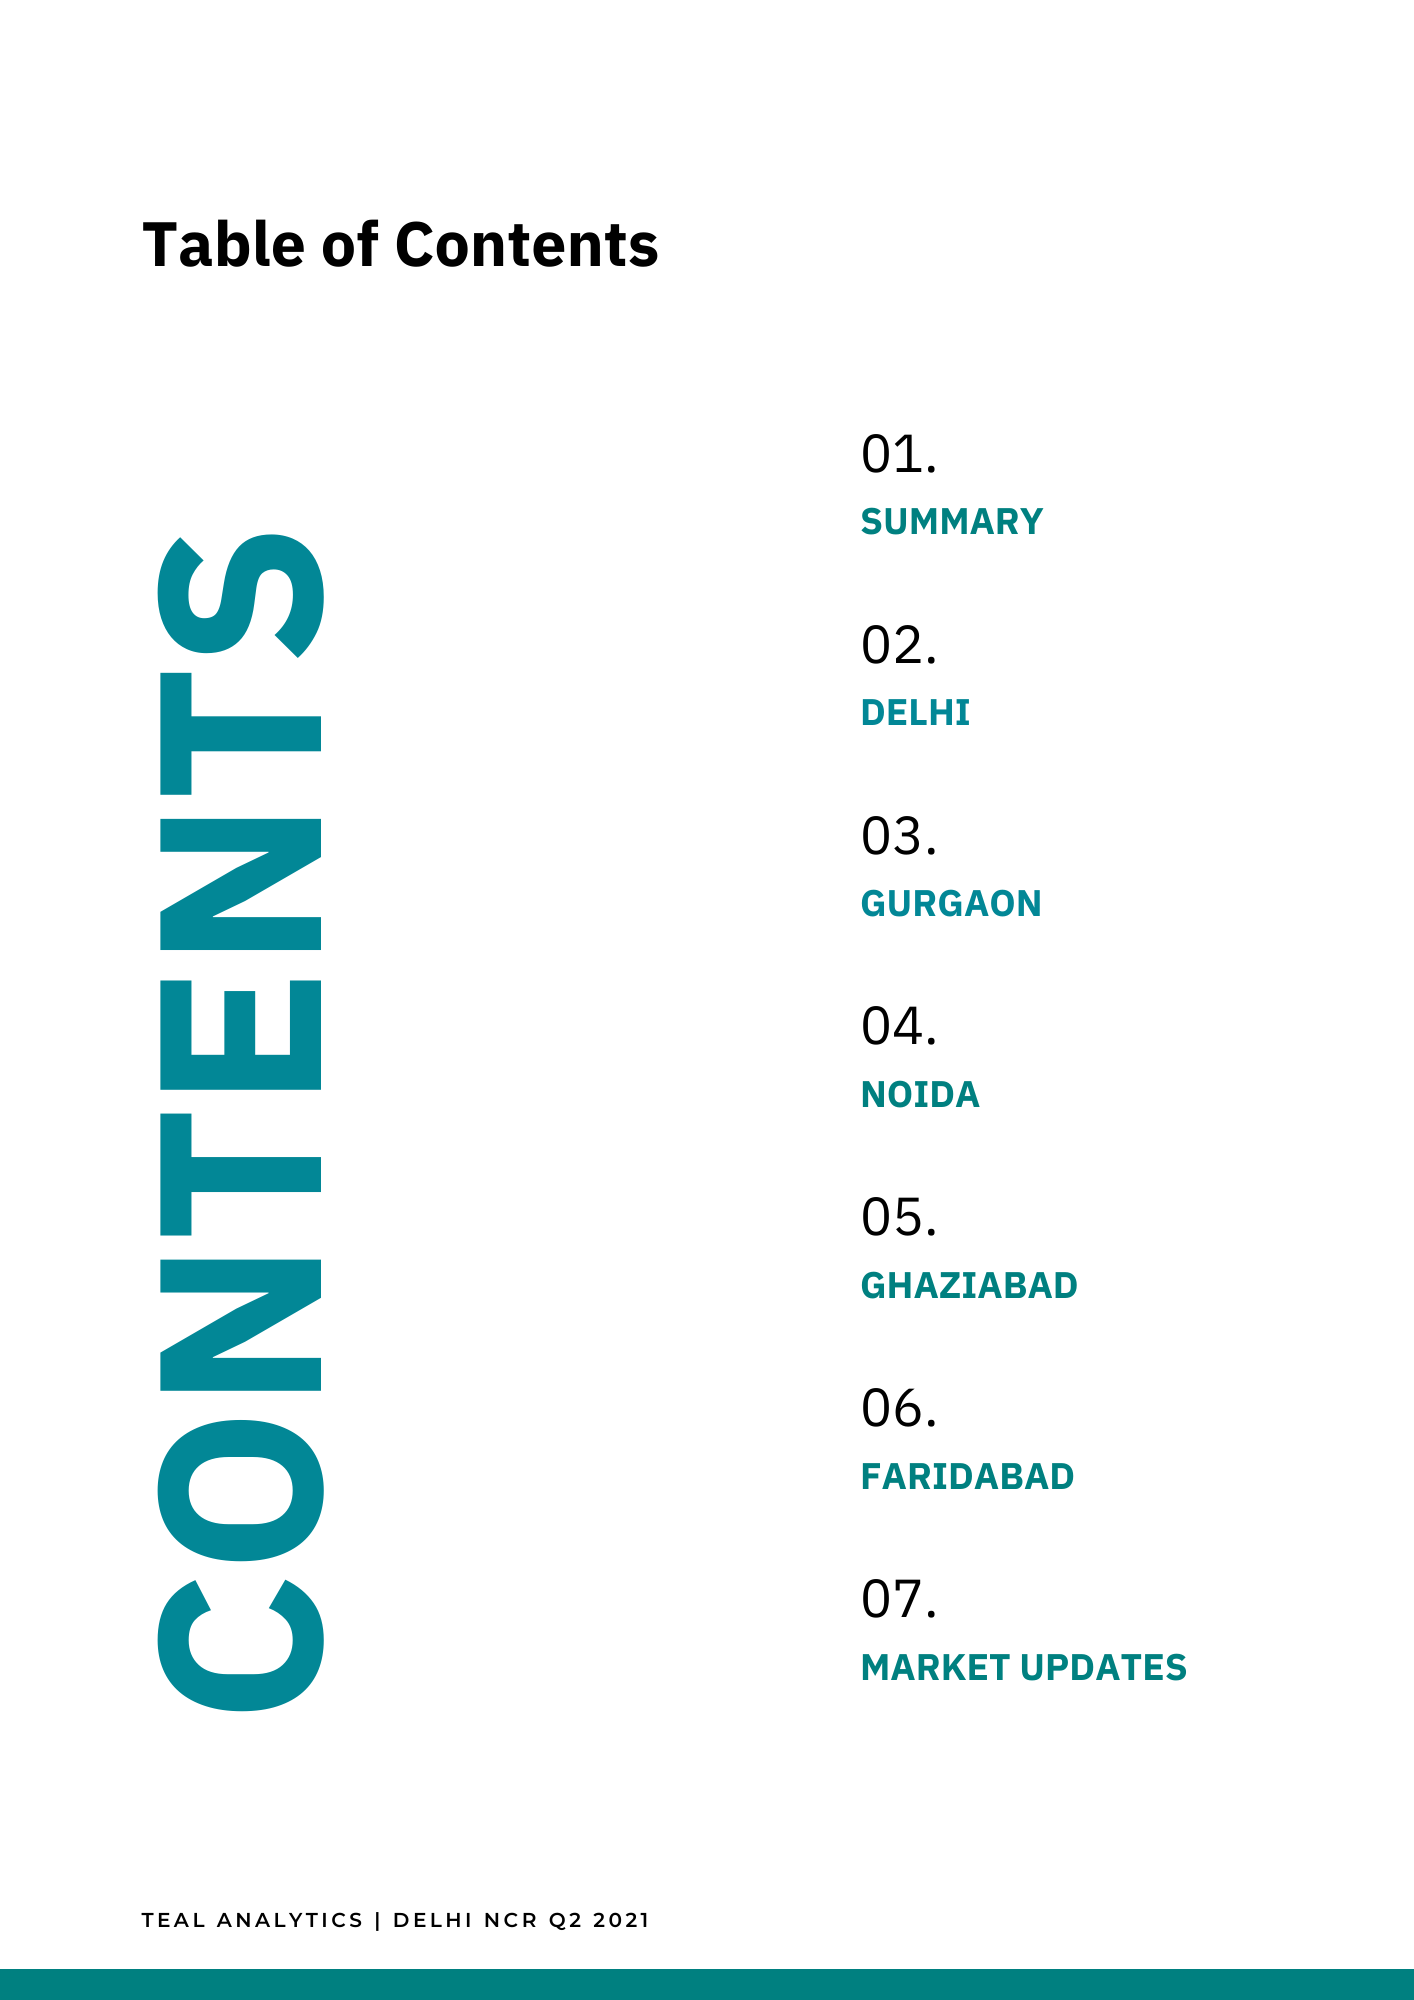 Table of Contents
CONTENTS
01.
SUMMARY
02.
DELHI
03.
GURGAON
04.
NOIDA
05.
GHAZIABAD
06.
FARIDABAD
07.
MARKET UPDATES
TEAL ANALYTICS | DELHI NCR Q2 2021